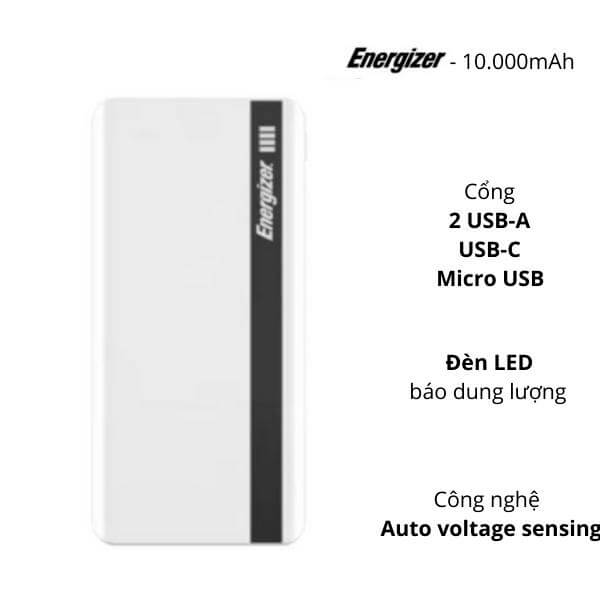 Energizer - 10.000mAh
Energizer
Cổng
2 USB-A
USB-C
Micro USB
Đèn LED
báo dung lượng
Công nghệ
Auto voltage sensing